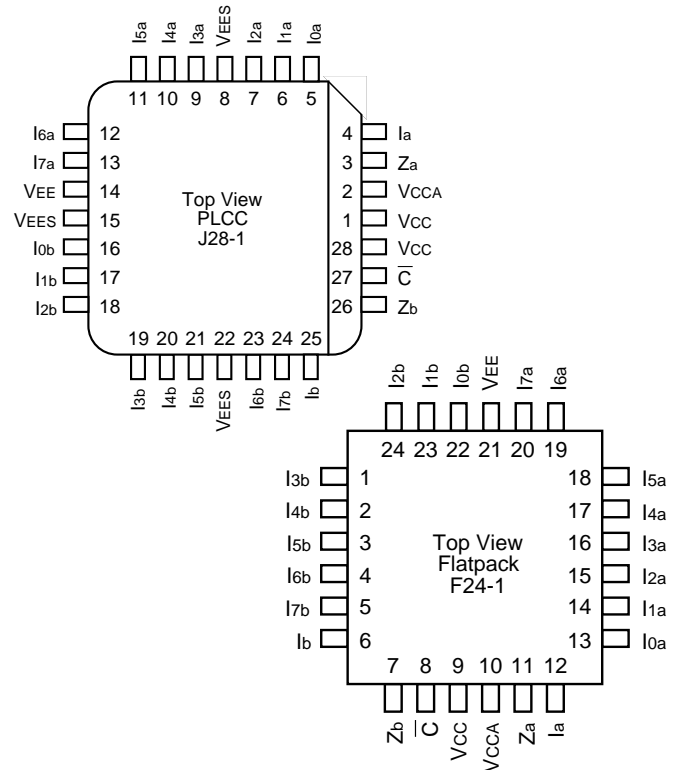 I5a I4a I3a VEES I2a I1a I0a
11 10 9 8 7 6 5
I6a 12
I7a 13
VEE 14
VEES 15
I0b 16
I1b 17
I2b 18
Top View
PLCC
J28-1
4 Ia
3 Za
2 VCCA
1 VCC
28 VCC
27 C̅
26 Zb
19 20 21 22 23 24 25
I3b I4b I5b VEES I6b I7b Ib
I2b I1b I0b VEE I7a I6a
24 23 22 21 20 19
I3b 1
I4b 2
I5b 3
I6b 4
I7b 5
Ib 6
Top View
Flatpack
F24-1
18 I5a
17 I4a
16 I3a
15 I2a
14 I1a
13 I0a
7 8 9 10 11 12
Zb C̅ VCC VCCA Za Ia